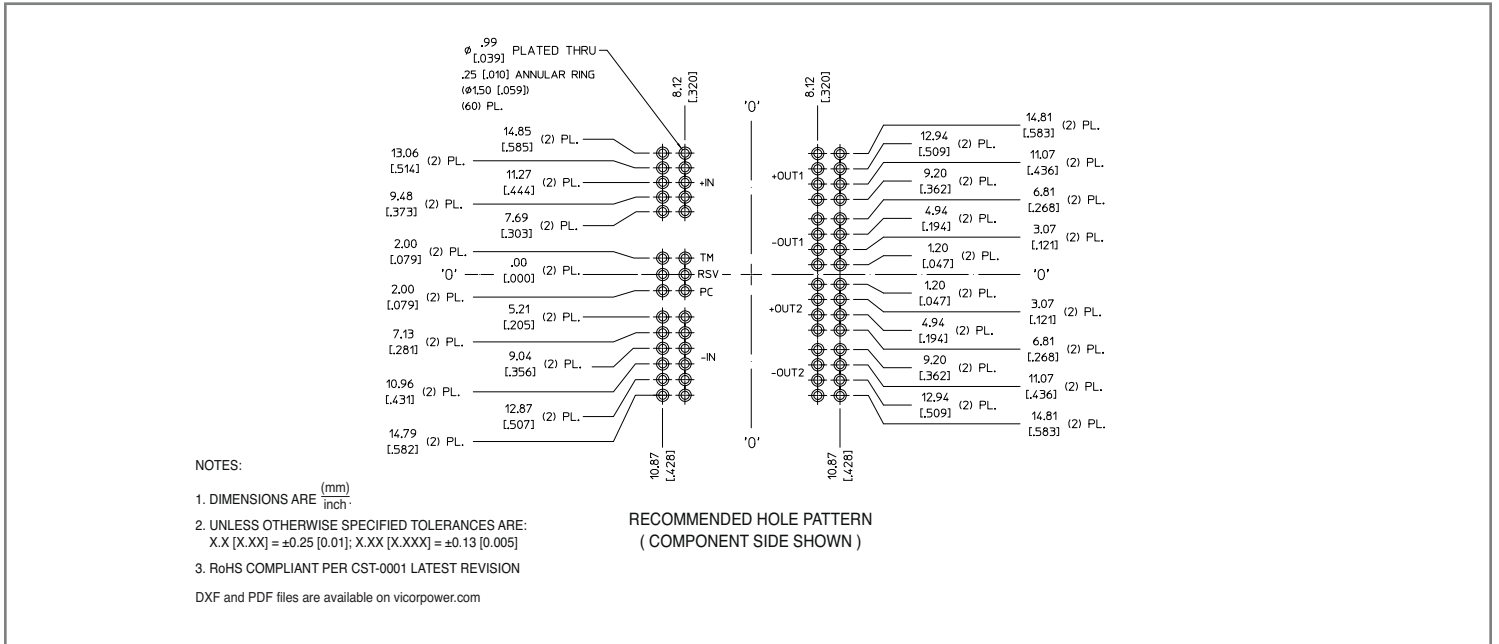 ø .99 [.039] PLATED THRU
.25 [.010] ANNULAR RING
(ø1.50 [.059])
(60) PL.
8.12 [.320]
'0'
8.12 [.320]
14.85 [.585] (2) PL.
13.06 [.514] (2) PL.
11.27 [.444] (2) PL.
9.48 [.373] (2) PL.
7.69 [.303] (2) PL.
2.00 [.079] (2) PL.
'0'
.00 [.000] (2) PL.
2.00 [.079] (2) PL.
5.21 [.205] (2) PL.
7.13 [.281] (2) PL.
9.04 [.356] (2) PL.
10.96 [.431] (2) PL.
12.87 [.507] (2) PL.
14.79 [.582] (2) PL.
+IN
TM
RSV
PC
-IN
+OUT1
-OUT1
+OUT2
-OUT2
14.81 [.583] (2) PL.
12.94 [.509] (2) PL.
11.07 [.436] (2) PL.
9.20 [.362] (2) PL.
6.81 [.268] (2) PL.
4.94 [.194] (2) PL.
3.07 [.121] (2) PL.
1.20 [.047] (2) PL.
'0'
1.20 [.047] (2) PL.
3.07 [.121] (2) PL.
4.94 [.194] (2) PL.
6.81 [.268] (2) PL.
9.20 [.362] (2) PL.
11.07 [.436] (2) PL.
12.94 [.509] (2) PL.
14.81 [.583] (2) PL.
10.87 [.428]
'0'
10.87 [.428]
NOTES:
1. DIMENSIONS ARE (mm) inch.
2. UNLESS OTHERWISE SPECIFIED TOLERANCES ARE:
X.X [X.XX] = ±0.25 [0.01]; X.XX [X.XXX] = ±0.13 [0.005]
3. RoHS COMPLIANT PER CST-0001 LATEST REVISION
DXF and PDF files are available on vicorpower.com
RECOMMENDED HOLE PATTERN
( COMPONENT SIDE SHOWN )